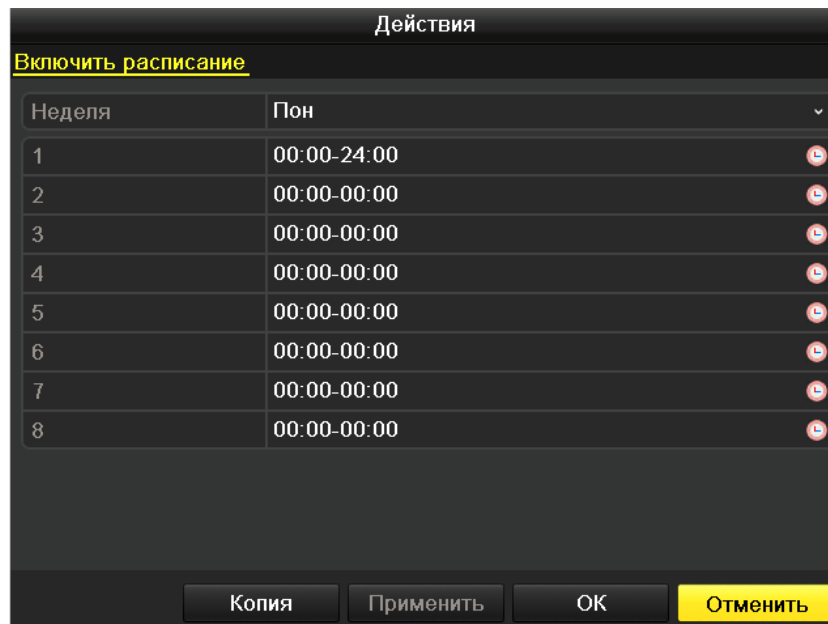 Действия
Включить расписание
Неделя Пон
1 00:00-24:00
2 00:00-00:00
3 00:00-00:00
4 00:00-00:00
5 00:00-00:00
6 00:00-00:00
7 00:00-00:00
8 00:00-00:00
Копия Применить OK Отменить